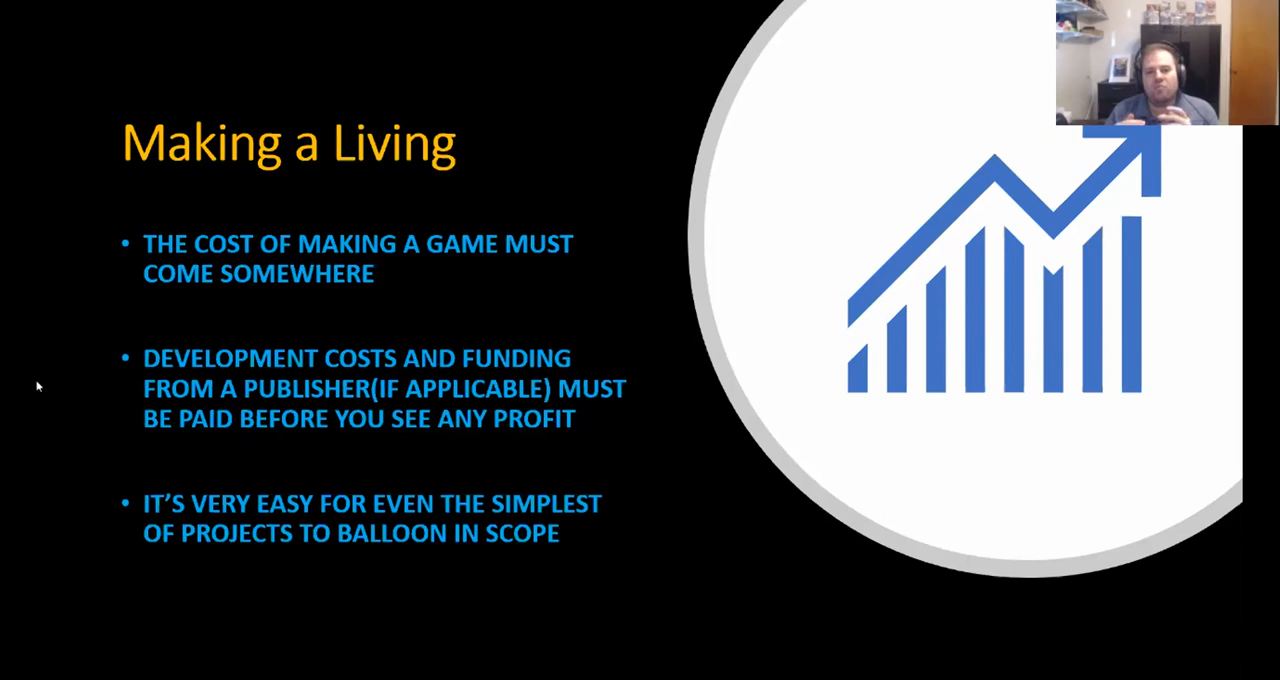 Making a Living
• THE COST OF MAKING A GAME MUST
COME SOMEWHERE
• DEVELOPMENT COSTS AND FUNDING
FROM A PUBLISHER(IF APPLICABLE) MUST
BE PAID BEFORE YOU SEE ANY PROFIT
• IT'S VERY EASY FOR EVEN THE SIMPLEST
OF PROJECTS TO BALLOON IN SCOPE